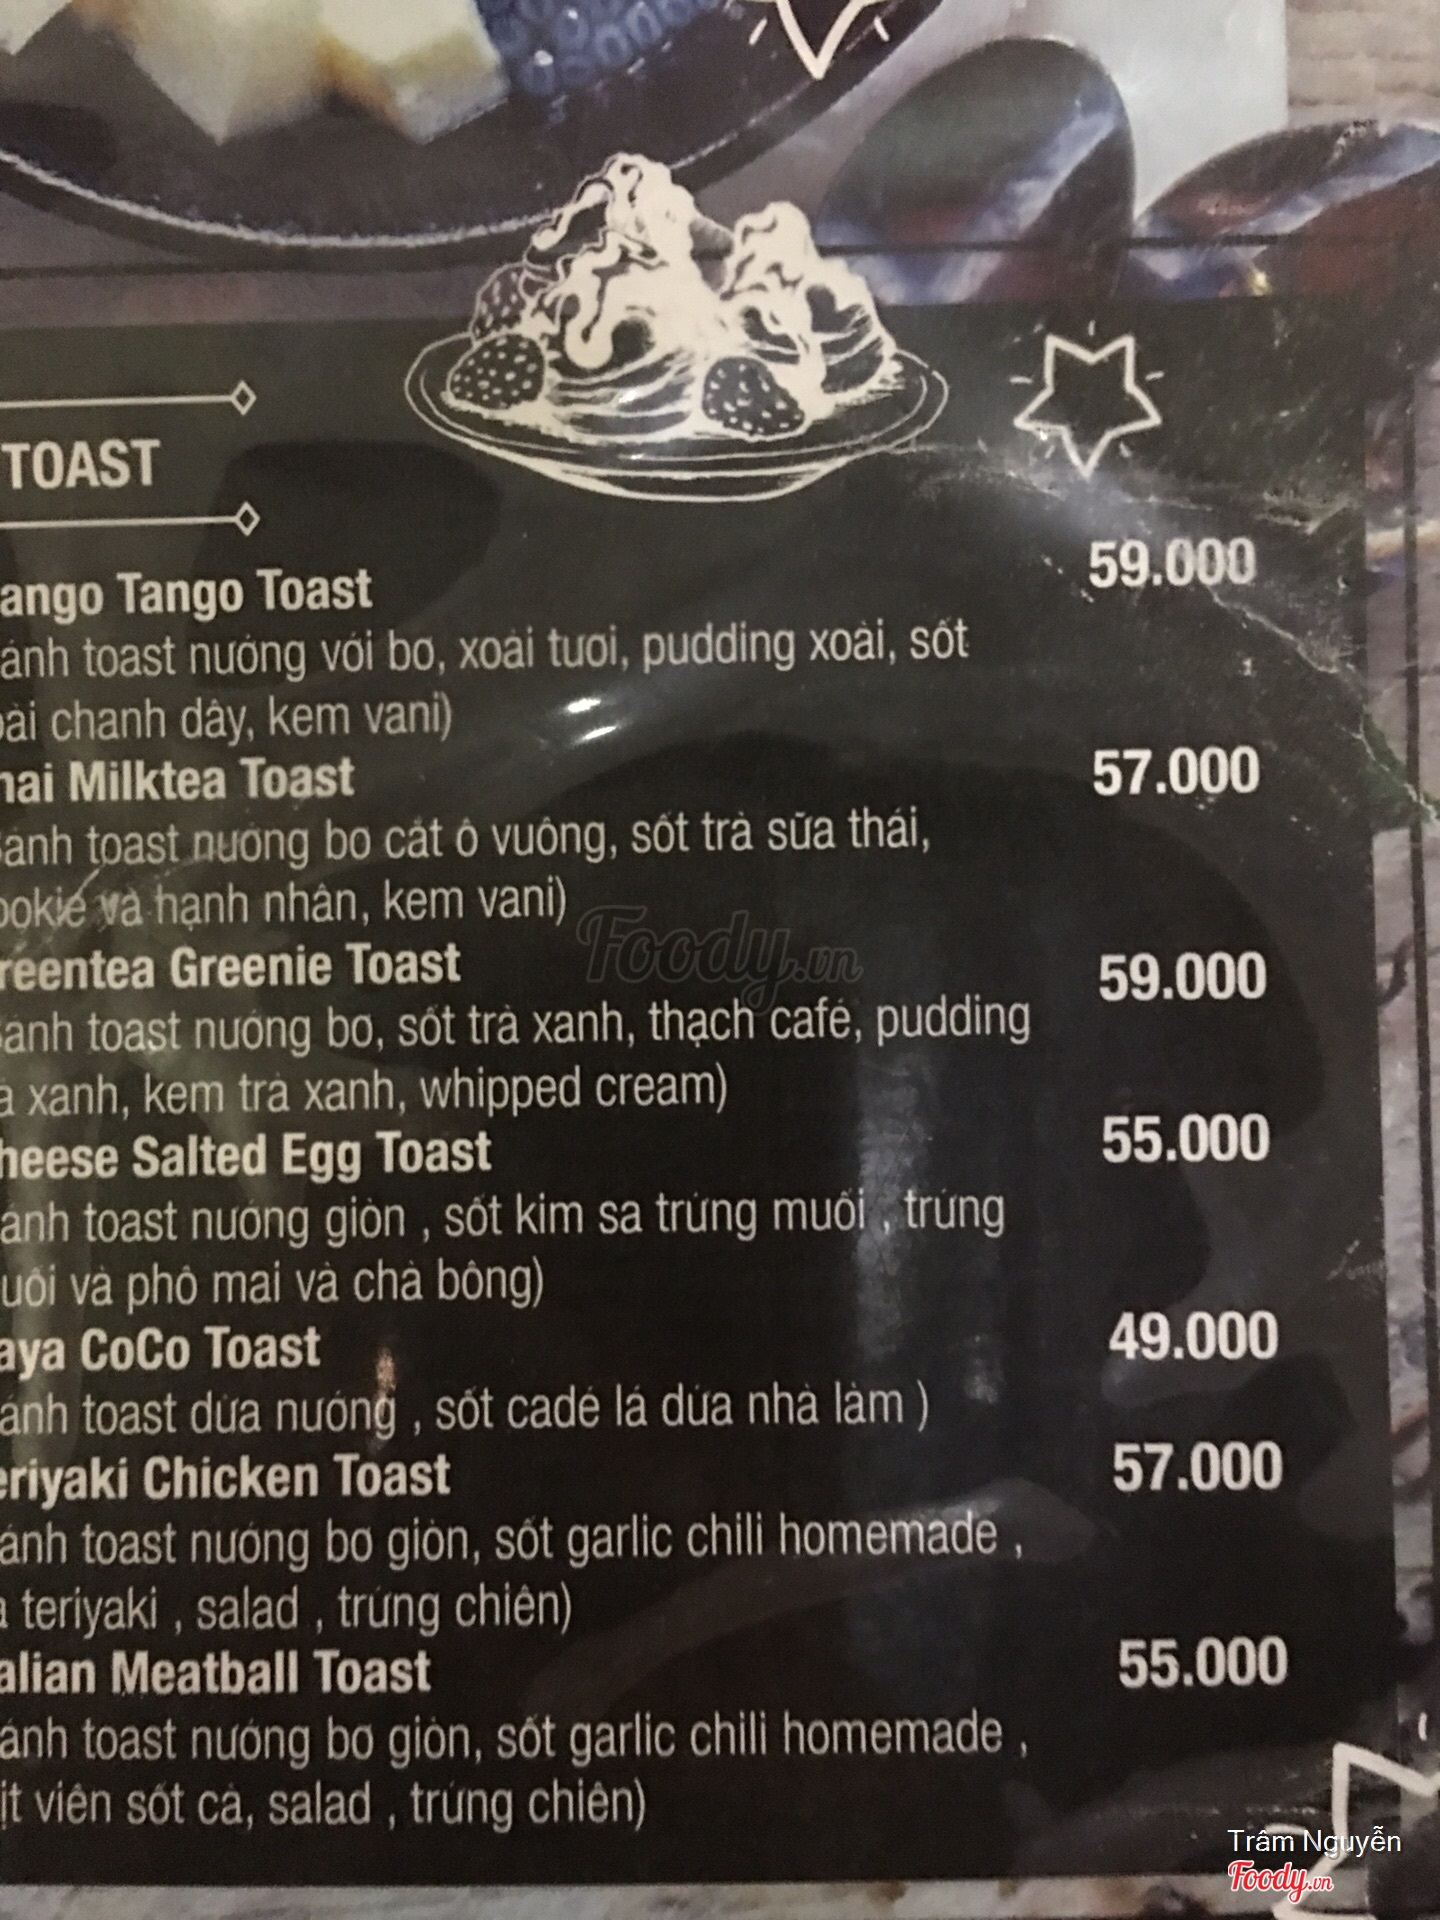 TOAST
ango Tango Toast 59.000
ánh toast nướng với bơ, xoài tươi, pudding xoài, sốt
oài chanh dây, kem vani)
hai Milktea Toast 57.000
ánh toast nướng bơ cắt ô vuông, sốt trà sữa thái,
ookie và hạnh nhân, kem vani)
reentea Greenie Toast 59.000
ánh toast nướng bơ, sốt trà xanh, thạch café, pudding
à xanh, kem trà xanh, whipped cream)
heese Salted Egg Toast 55.000
ánh toast nướng giòn , sốt kim sa trứng muối , trứng
uối và phô mai và chà bông)
aya CoCo Toast 49.000
ánh toast dừa nướng , sốt cadé lá dứa nhà làm )
eriyaki Chicken Toast 57.000
ánh toast nướng bơ giòn, sốt garlic chili homemade ,
à teriyaki , salad , trứng chiên)
alian Meatball Toast 55.000
ánh toast nướng bơ giòn, sốt garlic chili homemade ,
ịt viên sốt cà, salad , trứng chiên)
Foody.vn
Trâm Nguyễn
Foody.vn